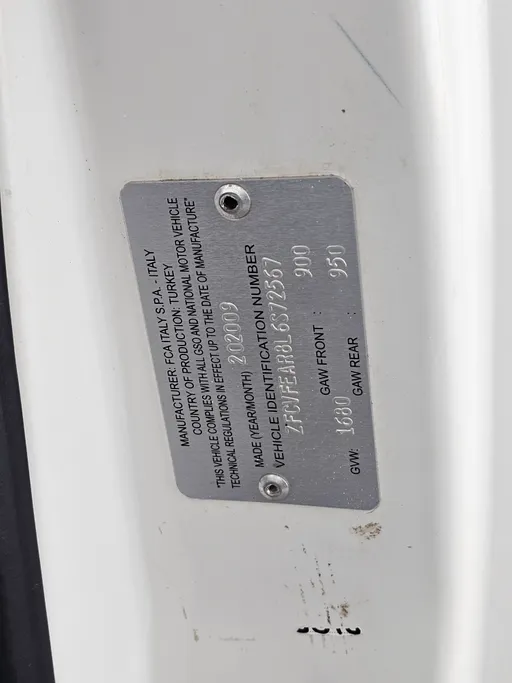 MANUFACTURER: FCA ITALY S.P.A. - ITALY
COUNTRY OF PRODUCTION: TURKEY
"THIS VEHICLE COMPLIES WITH ALL GSO AND NATIONAL MOTOR VEHICLE
TECHNICAL REGULATIONS IN EFFECT UP TO THE DATE OF MANUFACTURE"
MADE (YEAR/MONTH) 202009
VEHICLE IDENTIFICATION NUMBER
ZFCVFEAR8L6S72567
GAW FRONT : 900
GVW: 1680
GAW REAR : 950